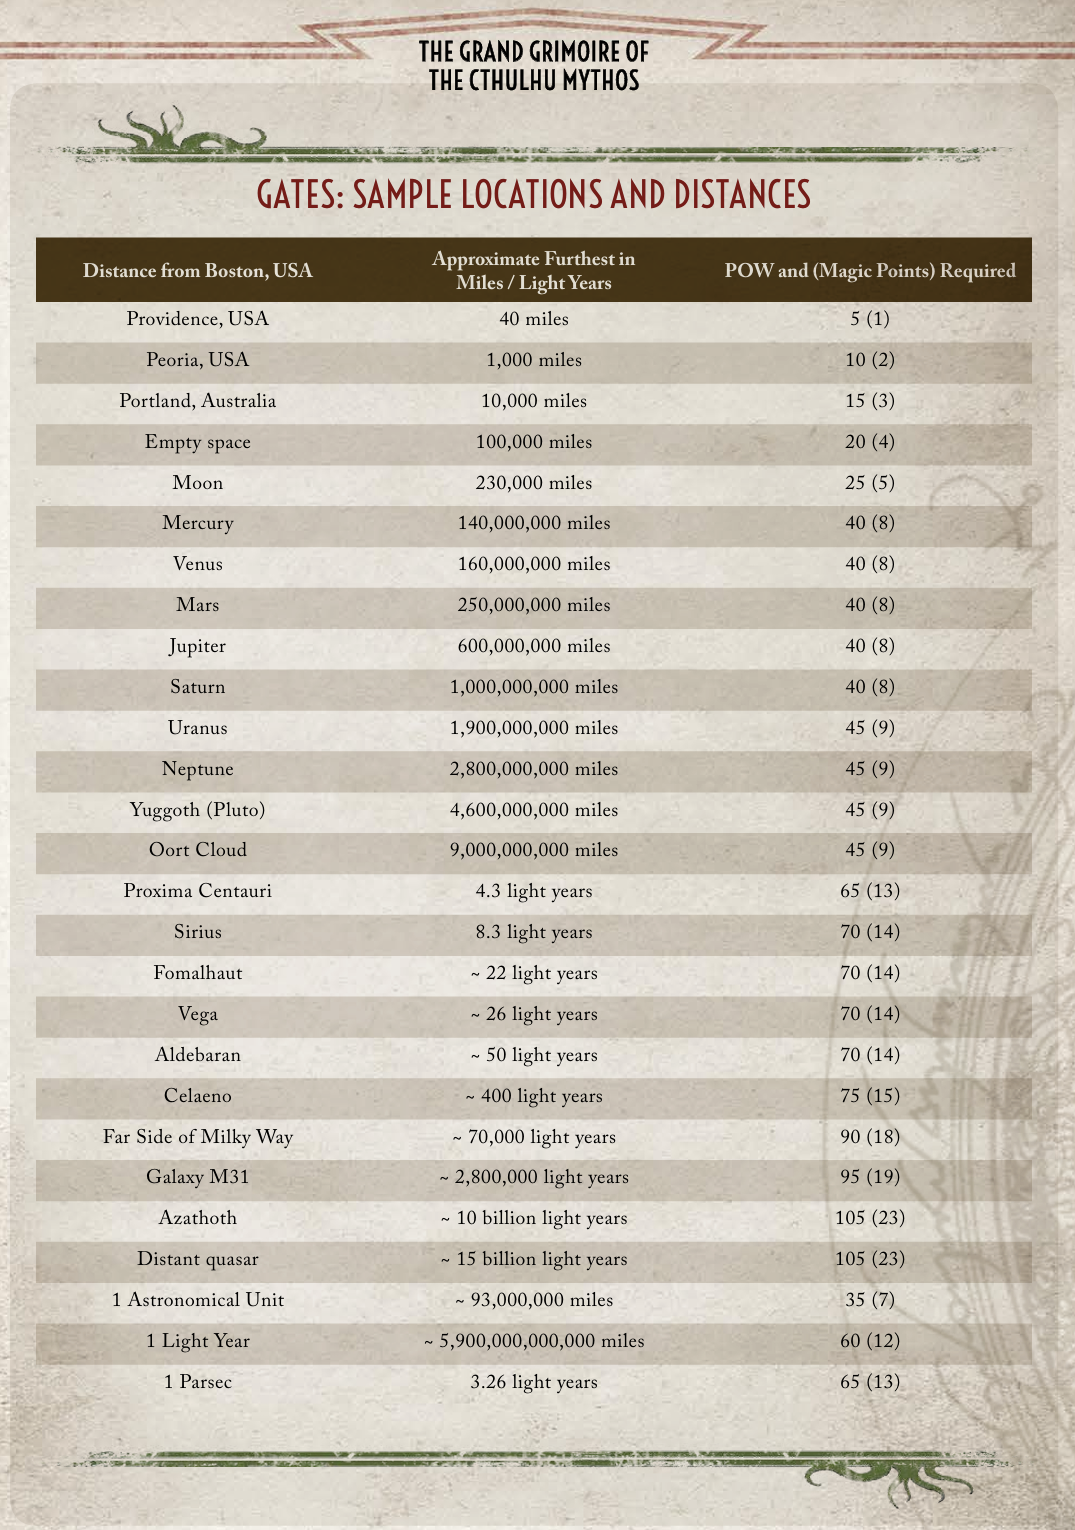 THE GRAND GRIMOIRE OF
THE CTHULHU MYTHOS
GATES: SAMPLE LOCATIONS AND DISTANCES
Distance from Boston, USA Approximate Furthest in Miles / Light Years POW and (Magic Points) Required
Providence, USA 40 miles 5 (1)
Peoria, USA 1,000 miles 10 (2)
Portland, Australia 10,000 miles 15 (3)
Empty space 100,000 miles 20 (4)
Moon 230,000 miles 25 (5)
Mercury 140,000,000 miles 40 (8)
Venus 160,000,000 miles 40 (8)
Mars 250,000,000 miles 40 (8)
Jupiter 600,000,000 miles 40 (8)
Saturn 1,000,000,000 miles 40 (8)
Uranus 1,900,000,000 miles 45 (9)
Neptune 2,800,000,000 miles 45 (9)
Yuggoth (Pluto) 4,600,000,000 miles 45 (9)
Oort Cloud 9,000,000,000 miles 45 (9)
Proxima Centauri 4.3 light years 65 (13)
Sirius 8.3 light years 70 (14)
Fomalhaut ~ 22 light years 70 (14)
Vega ~ 26 light years 70 (14)
Aldebaran ~ 50 light years 70 (14)
Celaeno ~ 400 light years 75 (15)
Far Side of Milky Way ~ 70,000 light years 90 (18)
Galaxy M31 ~ 2,800,000 light years 95 (19)
Azathoth ~ 10 billion light years 105 (23)
Distant quasar ~ 15 billion light years 105 (23)
1 Astronomical Unit ~ 93,000,000 miles 35 (7)
1 Light Year ~ 5,900,000,000,000 miles 60 (12)
1 Parsec 3.26 light years 65 (13)